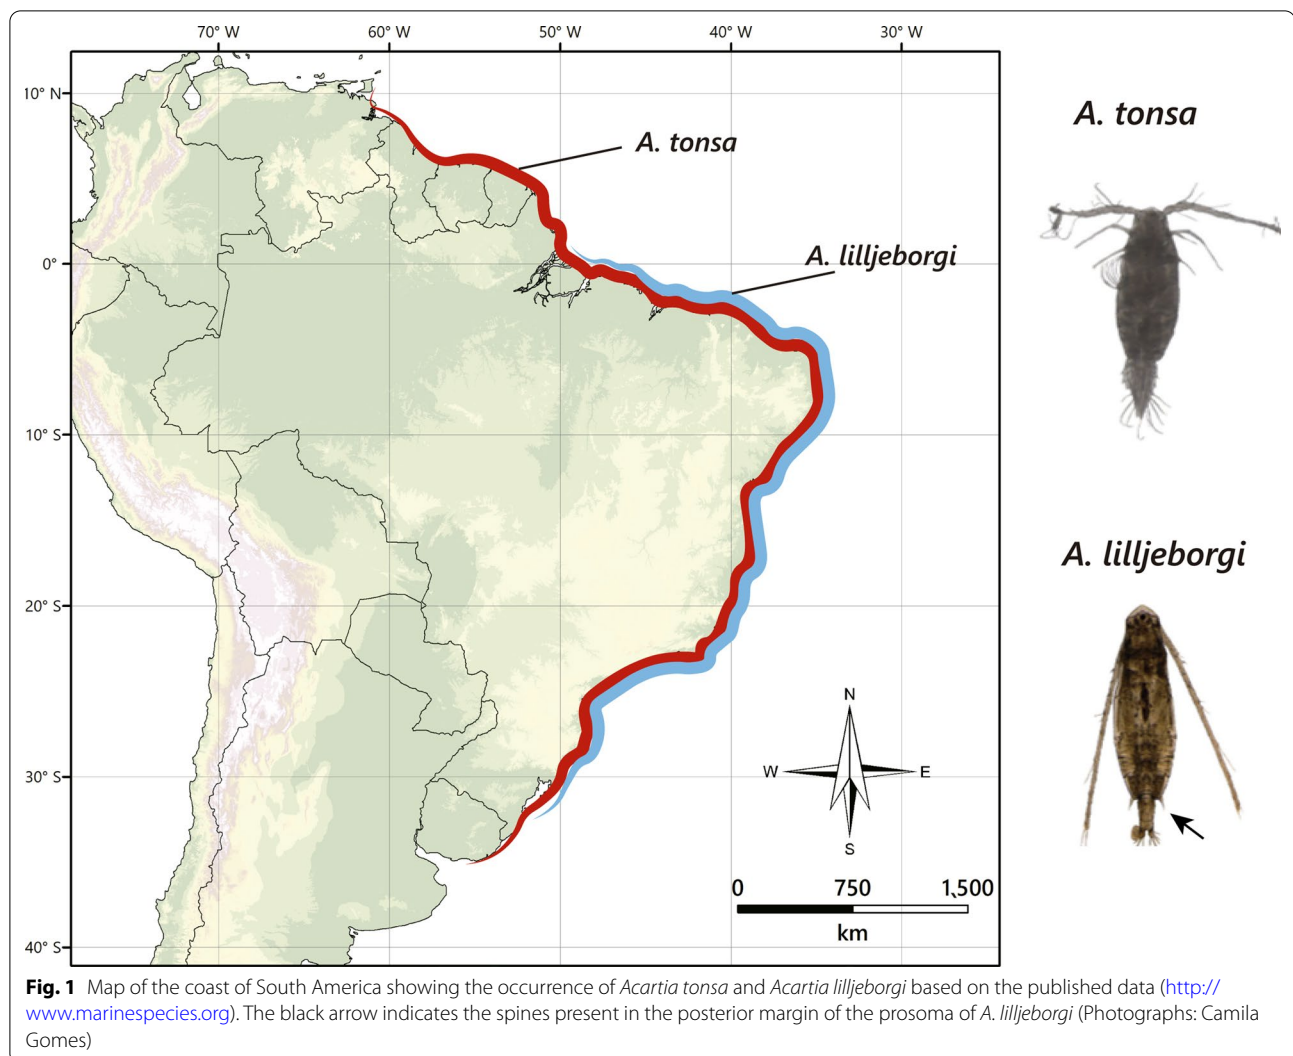 70° W 60° W 50° W 40° W 30° W
10° N
0°
10° S
20° S
30° S
40° S
A. tonsa
A. lilljeborgi
N
W E
S
0 750 1,500
km
A. tonsa
A. lilljeborgi
Fig. 1 Map of the coast of South America showing the occurrence of Acartia tonsa and Acartia lilljeborgi based on the published data (http://
www.marinespecies.org). The black arrow indicates the spines present in the posterior margin of the prosoma of A. lilljeborgi (Photographs: Camila
Gomes)